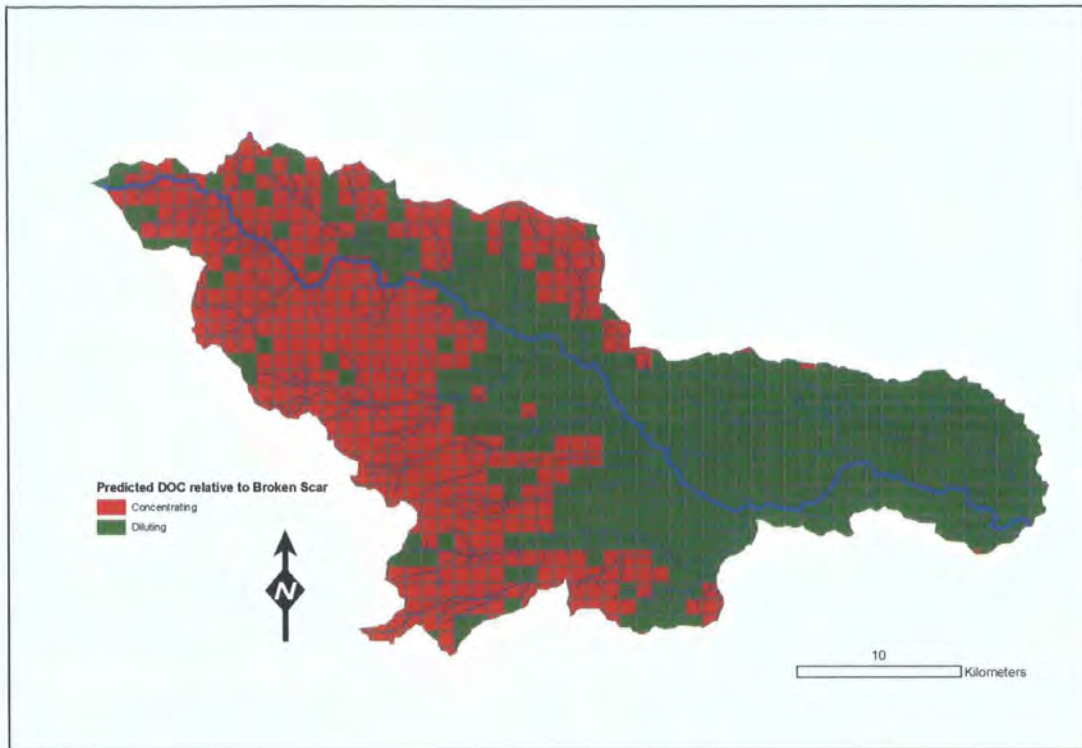 Predicted DOC relative to Broken Scar
Concentrating
Diluting
N
10
Kilometers